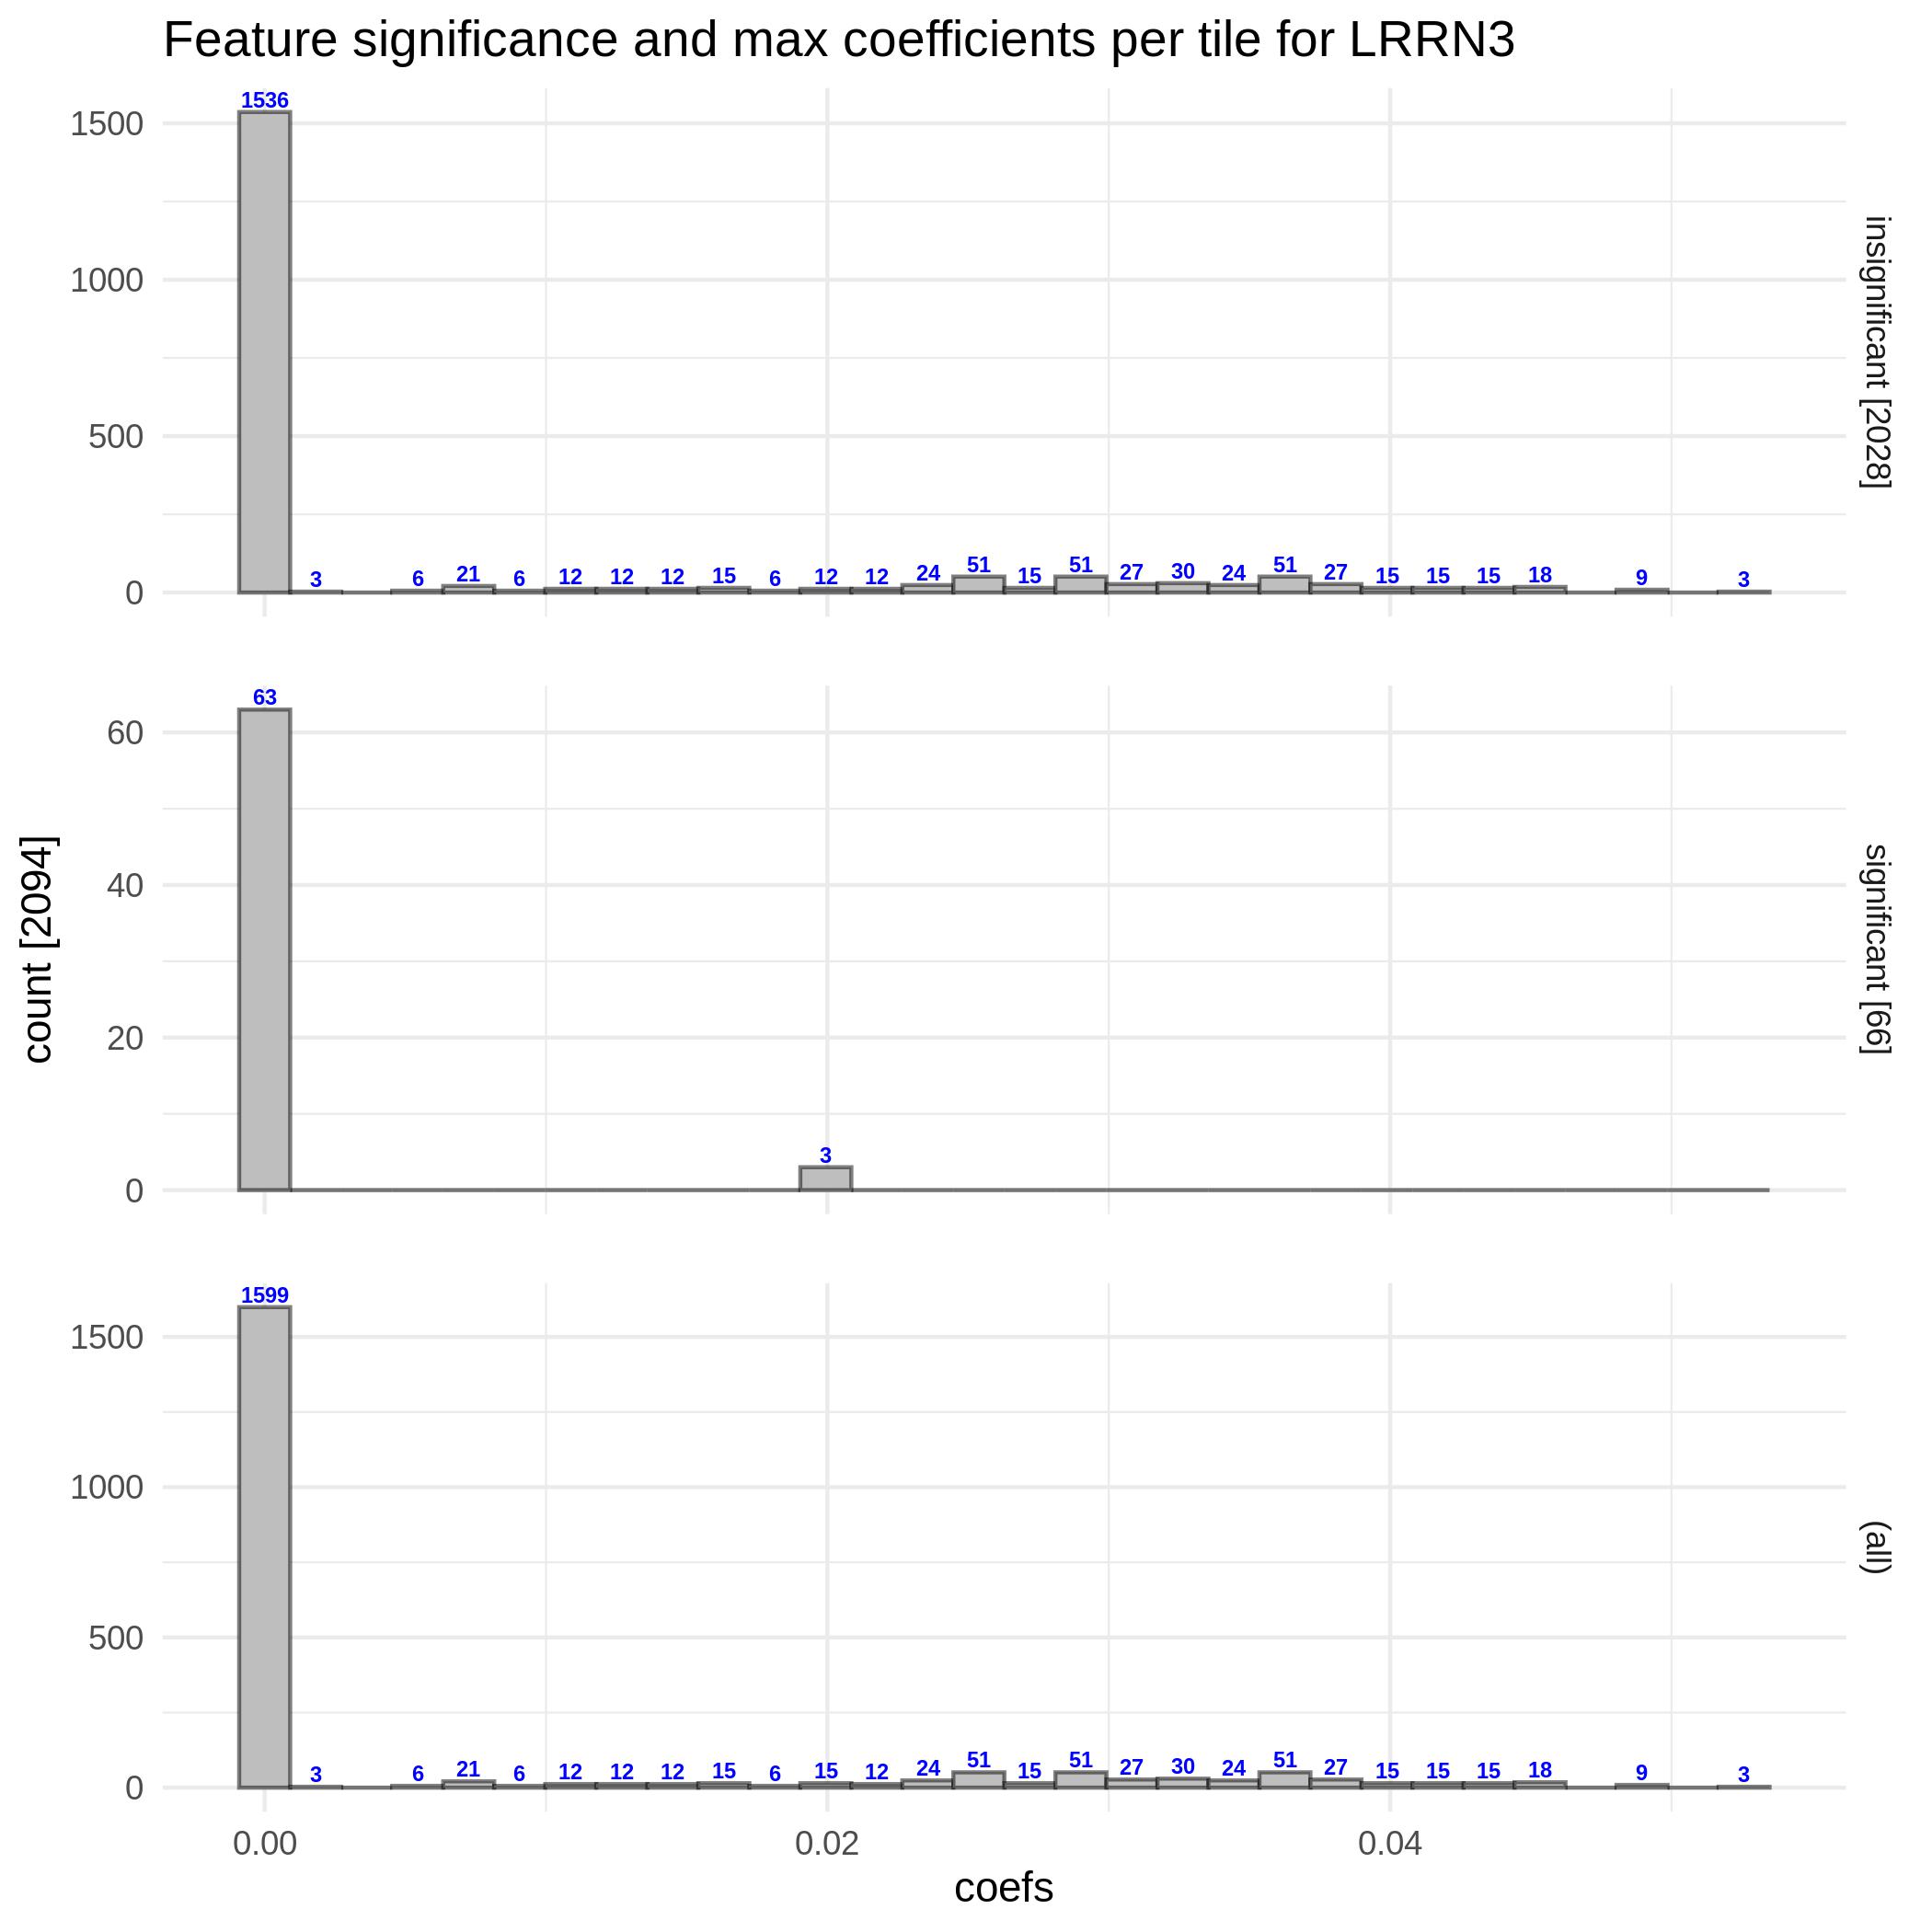 Feature significance and max coefficients per tile for LRRN3
1536
1500
1000
500
0
3 6 21 6 12 12 12 15 6 12 12 24 51 15 51 27 30 24 51 27 15 15 15 18 9 3
insignificant [2028]
63
60
40
20
0
3
significant [66]
count [2094]
1599
1500
1000
500
0
3 6 21 6 12 12 12 15 6 15 12 24 51 15 51 27 30 24 51 27 15 15 15 18 9 3
(all)
0.00 0.02 0.04
coefs